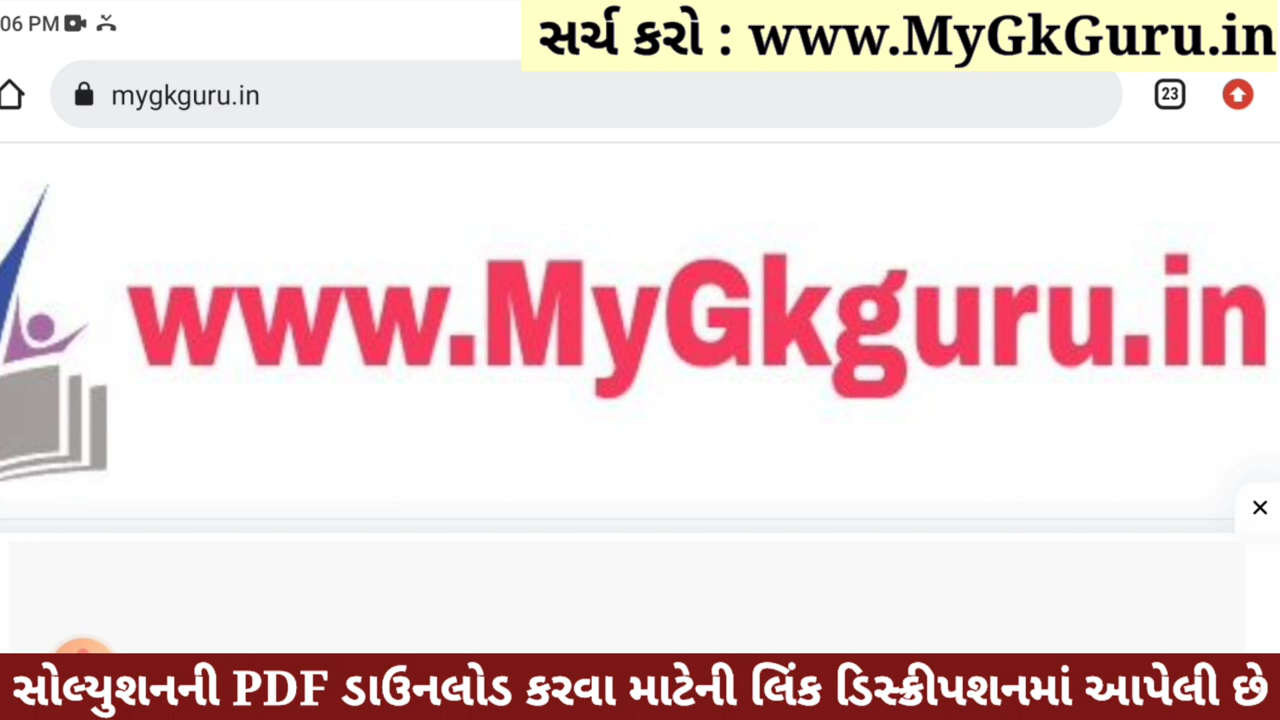 06 PM
સર્ચ કરો : www.MyGkGuru.in
mygkguru.in
23
www.MyGkguru.in
સોલ્યુશનની PDF ડાઉનલોડ કરવા માટેની લિંક ડિસ્ક્રીપશનમાં આપેલી છે